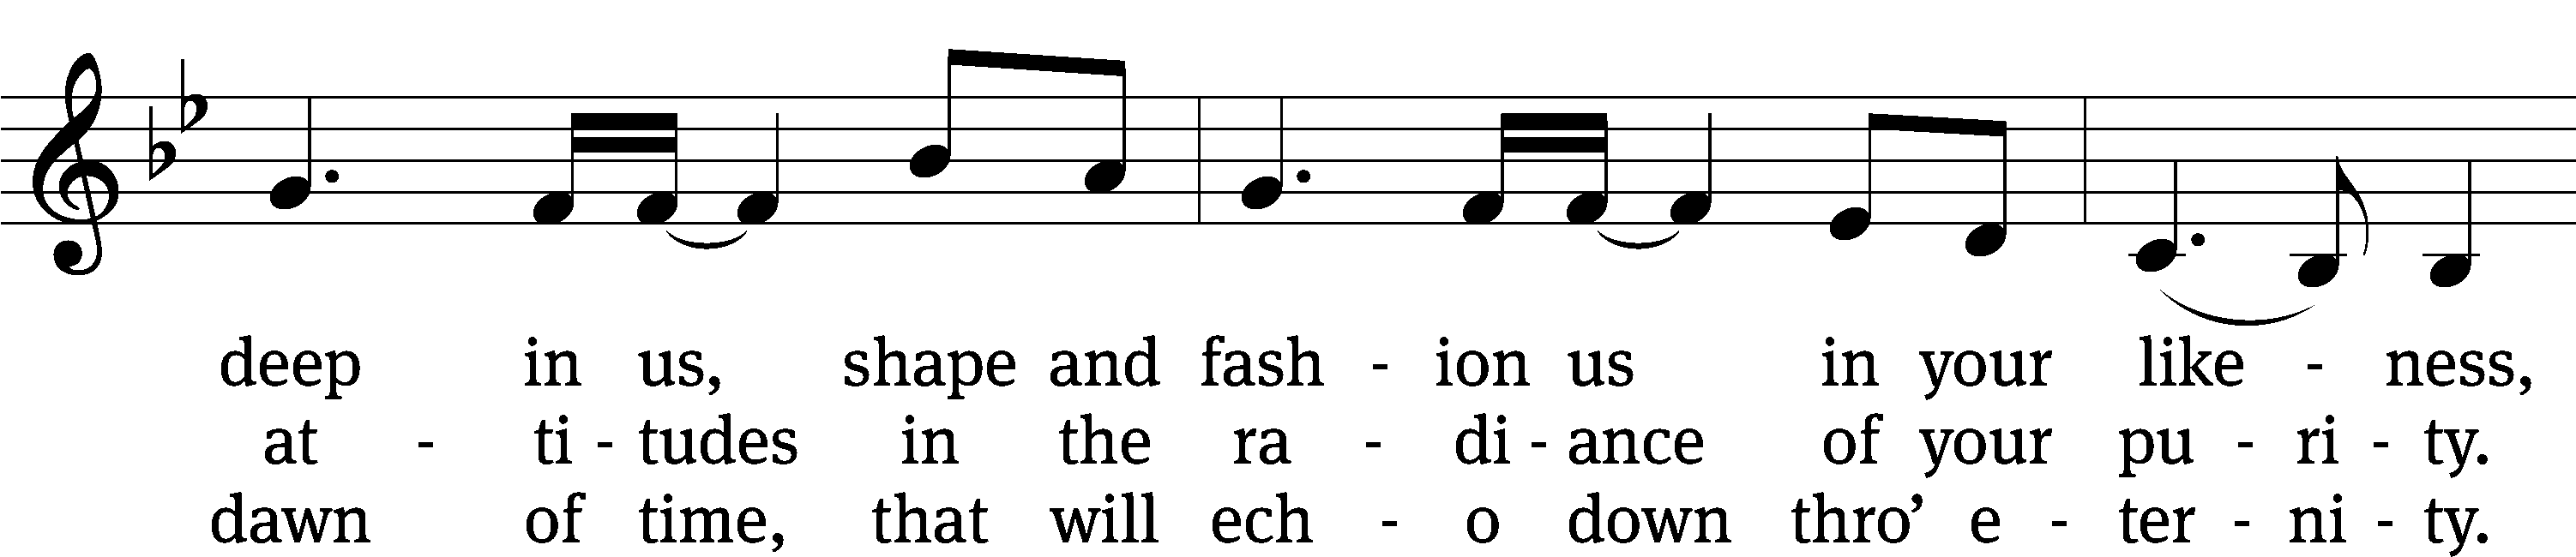 deep in us, shape and fash - ion us in your like - ness,
at - ti - tudes in the ra - di - ance of your pu - ri - ty.
dawn of time, that will ech - o down thro’ e - ter - ni - ty.